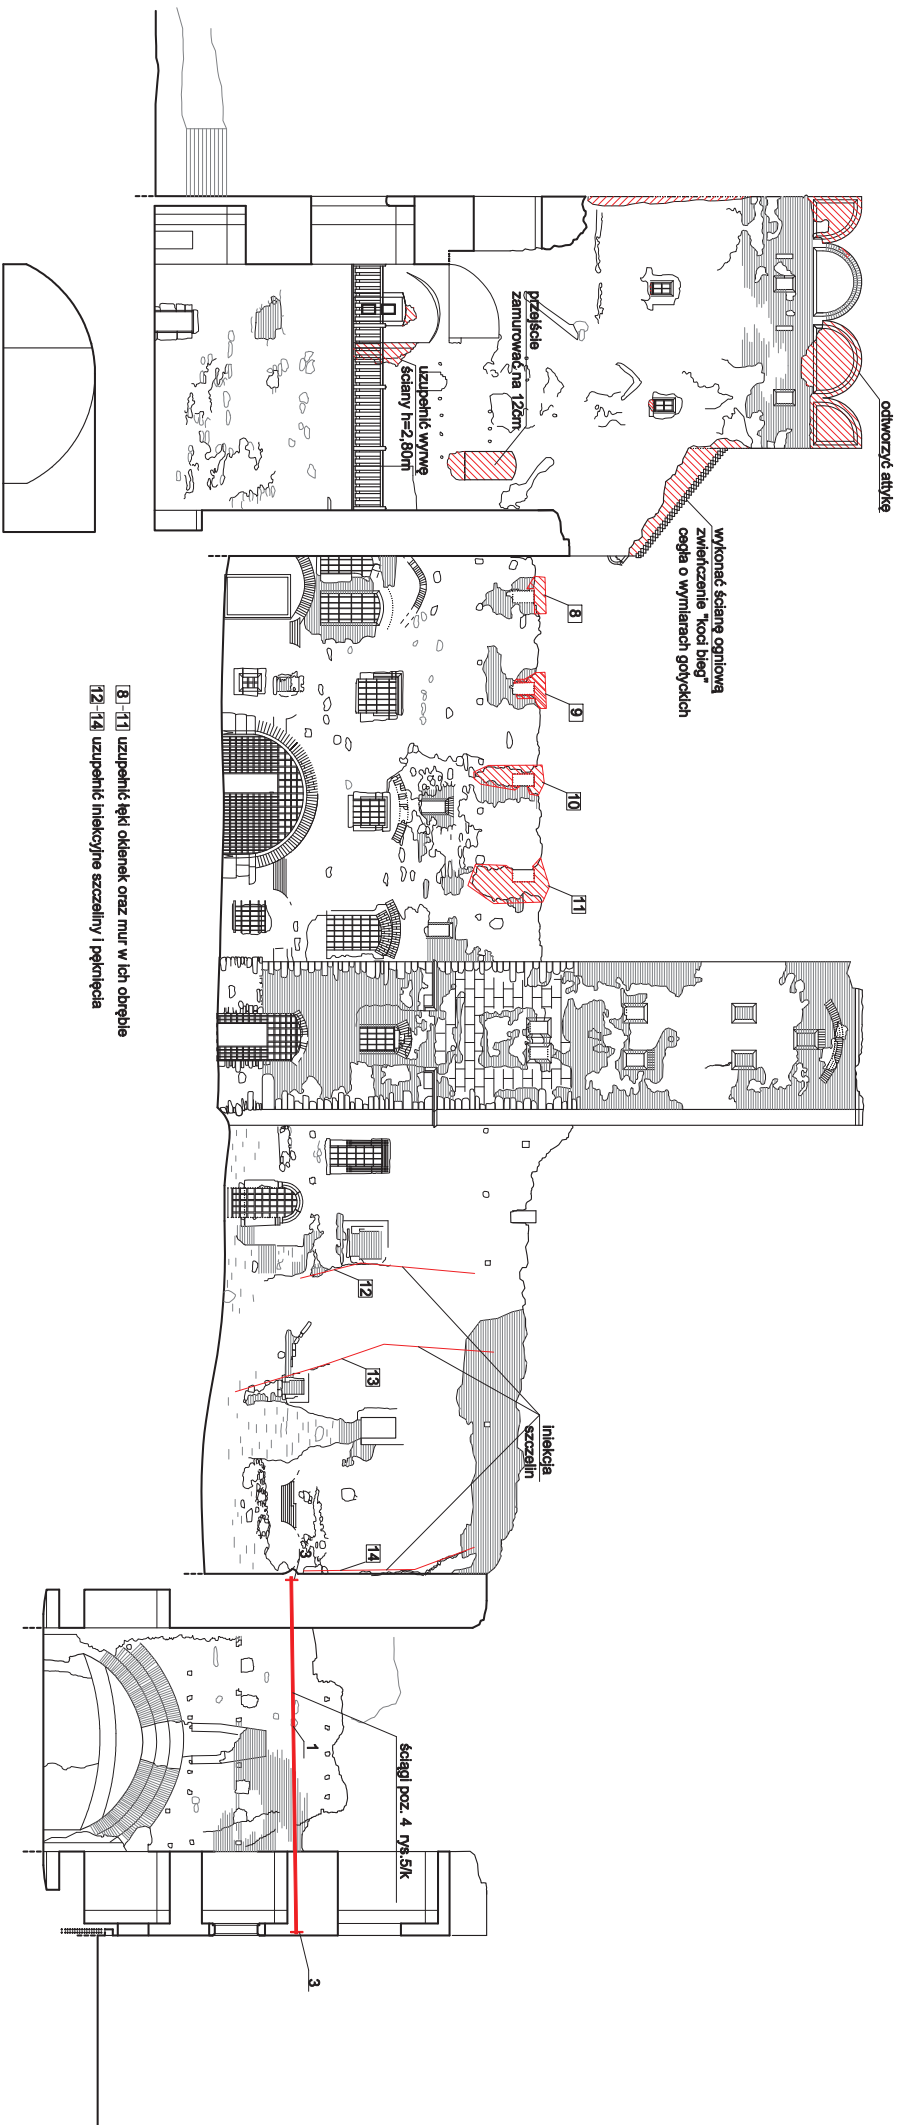 odtworzyć attykę
wykonać ścianę ogniową
zwieńczenie "koci bieg"
cegła o wymiarach gotyckich
przejście
zamurować na 12cm
uzupełnić wyrwę
ściany h=2,80m
8
9
10
11
iniekcja
szczelin
12
13
14
3
ściągi poz. 4 rys.5/k
1
3
8-11 uzupełnić łęki okienek oraz mur w ich obrębie
12-14 uzupełnić iniekcyjne szczeliny i pęknięcia